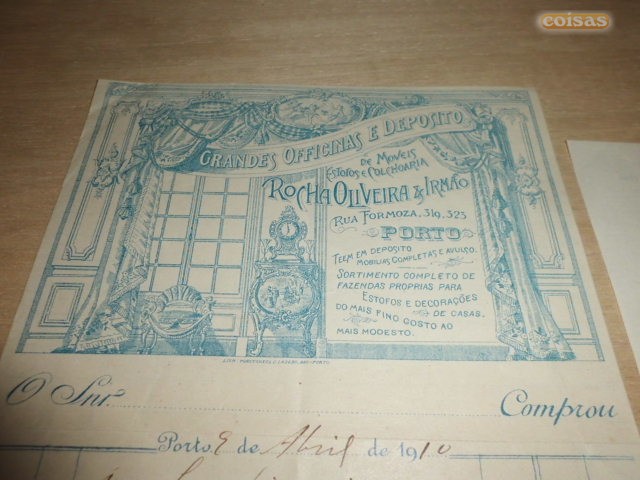 coisas
GRANDES OFFICINAS E DEPOSITO
DE MOVEIS
ESTOFOS E COLCHOARIA
ROCHA OLIVEIRA & IRMÃO
RUA FORMOZA, 319, 323
PORTO
TEEM EM DEPOSITO
MOBILIAS COMPLETAS E AVULSO.
SORTIMENTO COMPLETO DE
FAZENDAS PROPRIAS PARA
ESTOFOS E DECORAÇÕES
DE CASAS.
DO MAIS FINO GOSTO AO
MAIS MODESTO.
O Snr. Comprou
Porto 9 de Abril de 1910